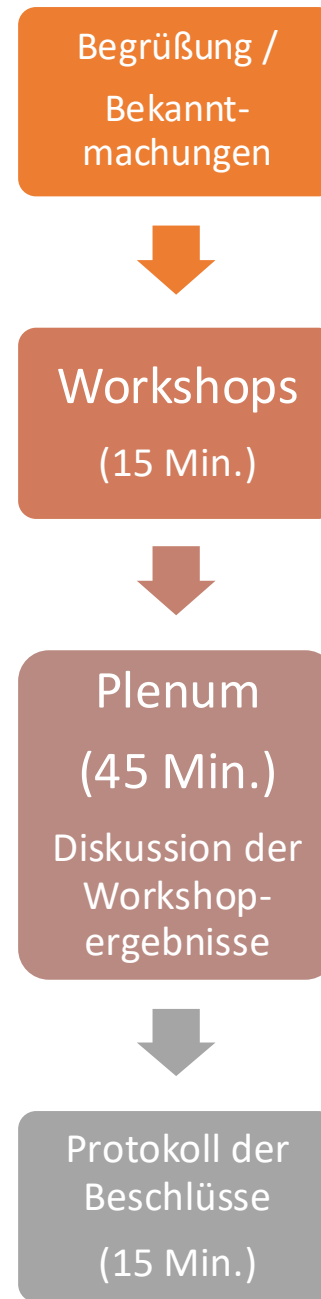 Begrüßung /
Bekannt-
machungen
Workshops
(15 Min.)
Plenum
(45 Min.)
Diskussion der
Workshop-
ergebnisse
Protokoll der
Beschlüsse
(15 Min.)